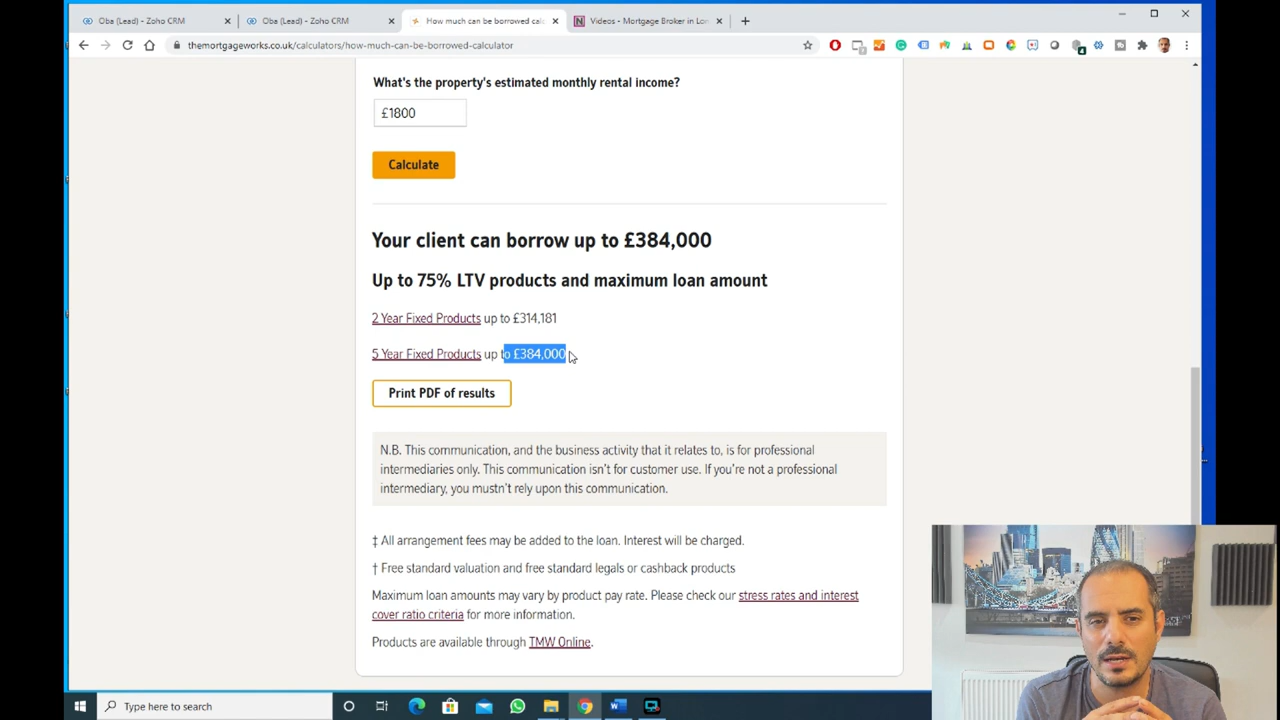 Oba (Lead) - Zoho CRM
Oba (Lead) - Zoho CRM
How much can be borrowed calc
Videos - Mortgage Broker in Lon
themortgageworks.co.uk/calculators/how-much-can-be-borrowed-calculator
What's the property's estimated monthly rental income?
£1800
Calculate
Your client can borrow up to £384,000
Up to 75% LTV products and maximum loan amount
2 Year Fixed Products up to £314,181
5 Year Fixed Products up to £384,000
Print PDF of results
N.B. This communication, and the business activity that it relates to, is for professional
intermediaries only. This communication isn't for customer use. If you're not a professional
intermediary, you mustn't rely upon this communication.
‡ All arrangement fees may be added to the loan. Interest will be charged.
† Free standard valuation and free standard legals or cashback products
Maximum loan amounts may vary by product pay rate. Please check our stress rates and interest
cover ratio criteria for more information.
Products are available through TMW Online.
Type here to search